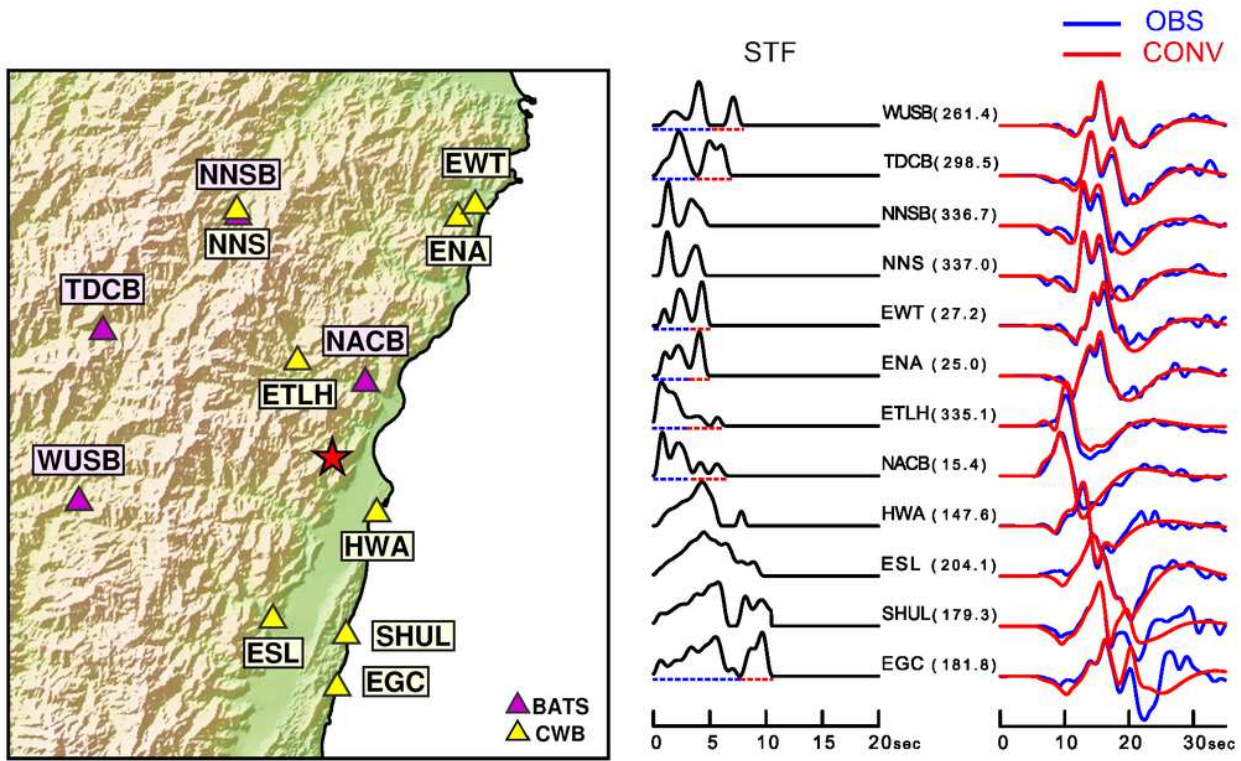 NNSB
EWT
NNS
ENA
TDCB
NACB
ETLH
WUSB
HWA
SHUL
ESL
EGC
BATS
CWB
STF
OBS
CONV
WUSB(261.4)
TDCB (298.5)
NNSB(336.7)
NNS (337.0)
EWT (27.2)
ENA (25.0)
ETLH(335.1)
NACB(15.4)
HWA (147.6)
ESL (204.1)
SHUL(179.3)
EGC (181.8)
0 5 10 15 20sec
0 10 20 30sec